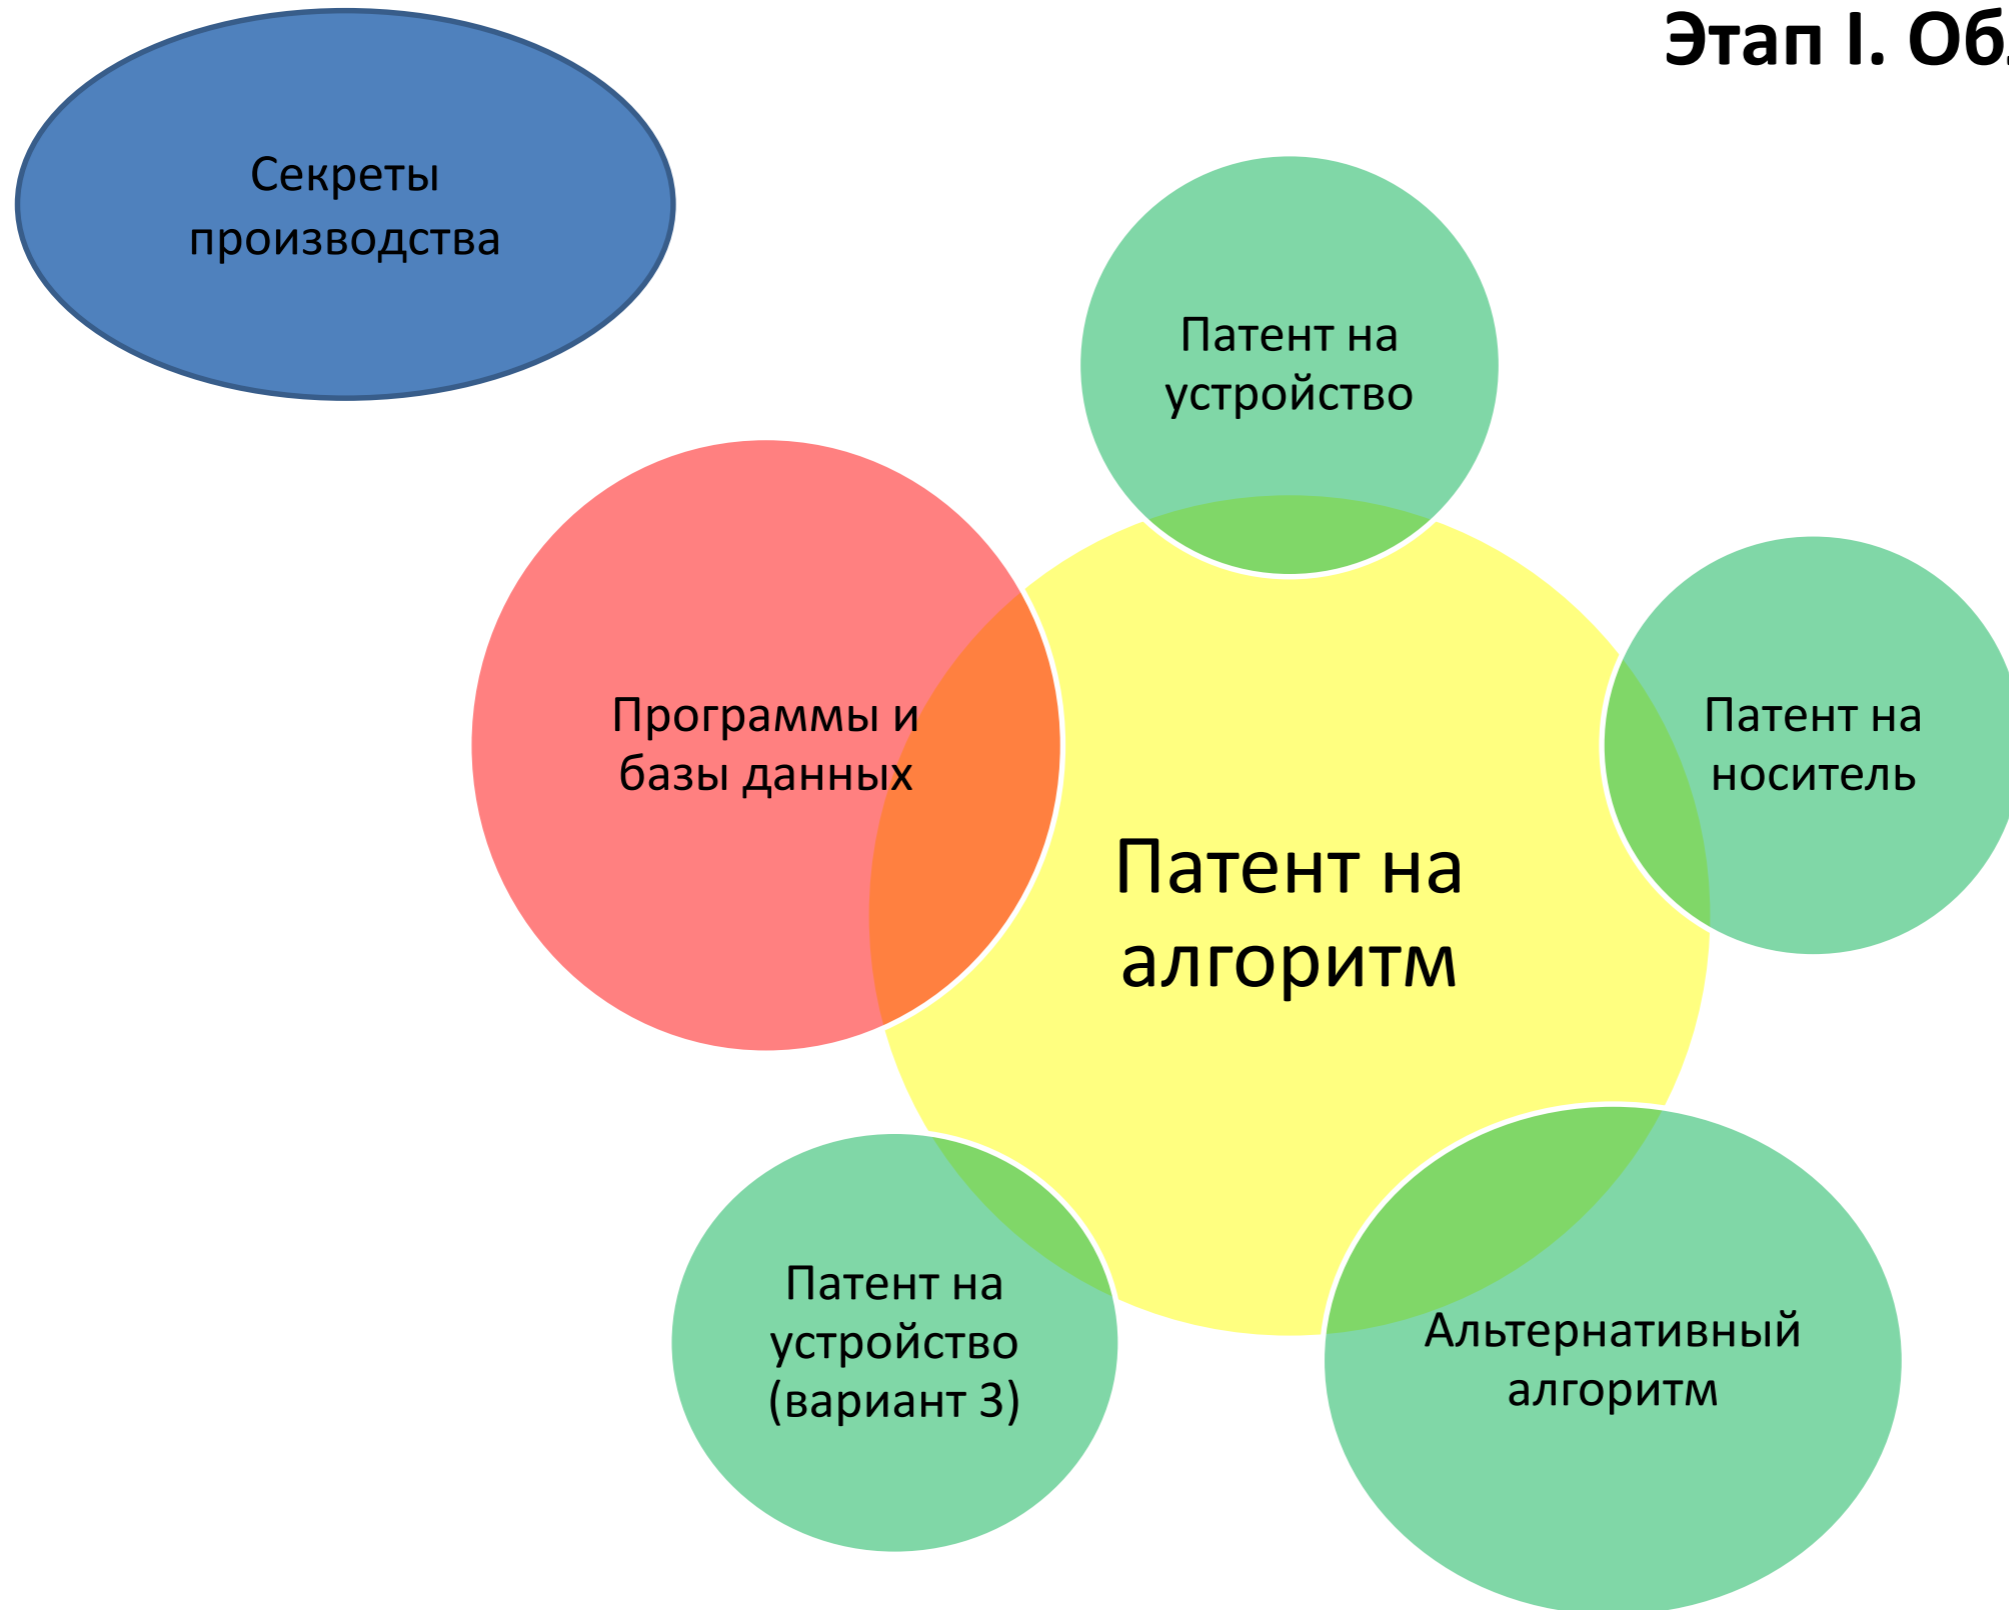 Этап I. Об
Секреты
производства
Патент на
устройство
Программы и
базы данных
Патент на
носитель
Патент на
алгоритм
Патент на
устройство
(вариант 3)
Альтернативный
алгоритм